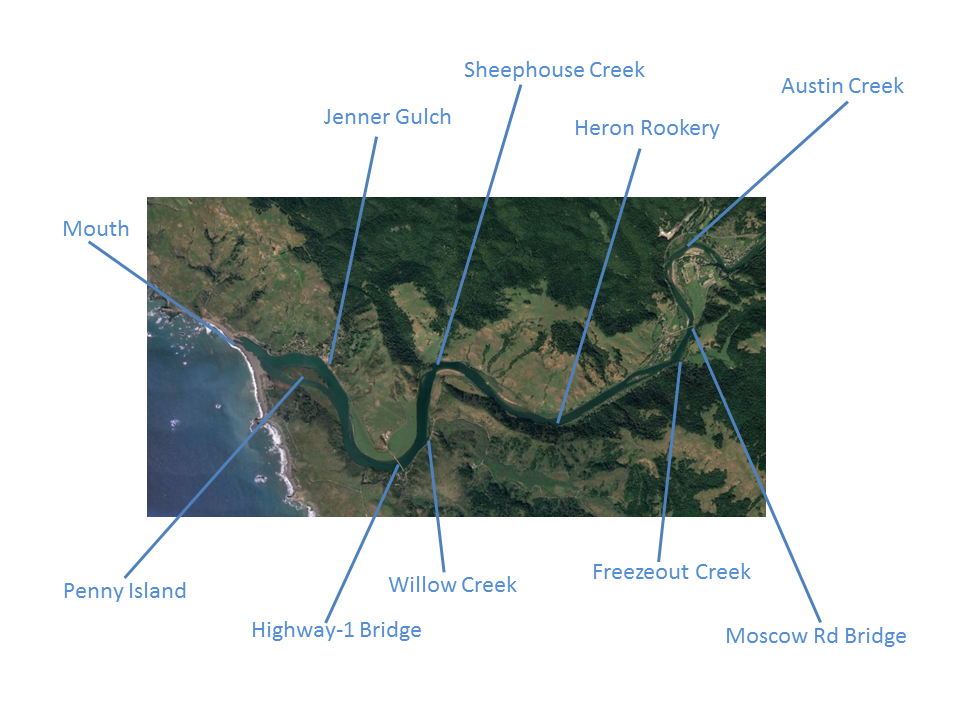 Sheephouse Creek
Austin Creek
Jenner Gulch
Heron Rookery
Mouth
Freezeout Creek
Willow Creek
Penny Island
Highway-1 Bridge
Moscow Rd Bridge